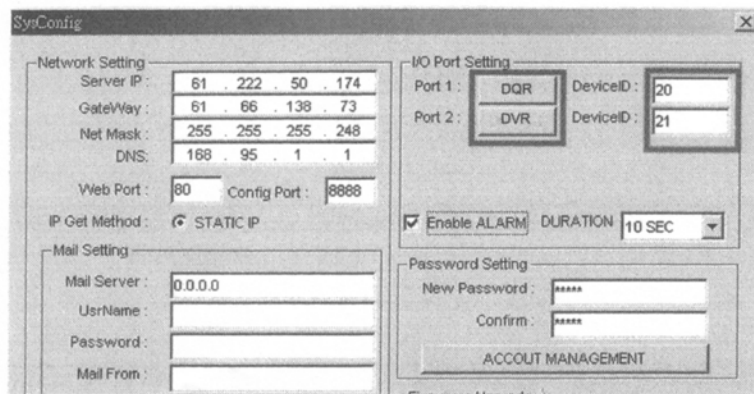 SysConfig
Network Setting
Server IP : 61 . 222 . 50 . 174
GateWay : 61 . 66 . 138 . 73
Net Mask : 255 . 255 . 255 . 248
DNS: 168 . 95 . 1 . 1
Web Port : 80 Config Port : 8888
IP Get Method : STATIC IP
Mail Setting
Mail Server : 0.0.0.0
UsrName :
Password :
Mail From :
I/O Port Setting
Port 1 : DQR DeviceID : 20
Port 2 : DVR DeviceID : 21
Enable ALARM DURATION 10 SEC
Password Setting
New Password : *****
Confirm : *****
ACCOUT MANAGEMENT